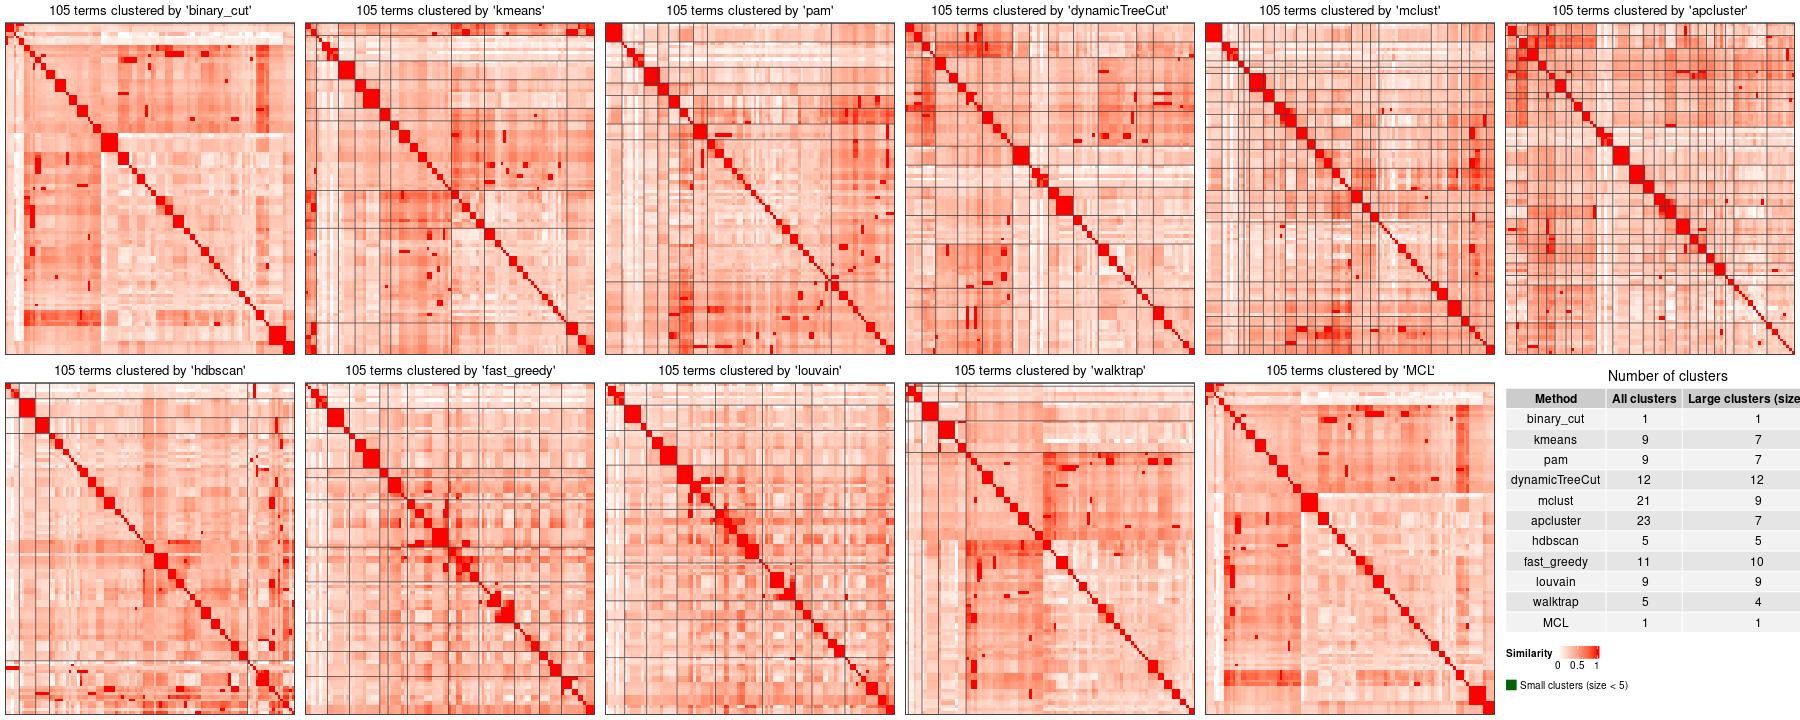 105 terms clustered by 'binary_cut'
105 terms clustered by 'kmeans'
105 terms clustered by 'pam'
105 terms clustered by 'dynamicTreeCut'
105 terms clustered by 'mclust'
105 terms clustered by 'apcluster'
105 terms clustered by 'hdbscan'
105 terms clustered by 'fast_greedy'
105 terms clustered by 'louvain'
105 terms clustered by 'walktrap'
105 terms clustered by 'MCL'
Number of clusters
Method All clusters Large clusters (size
binary_cut 1 1
kmeans 9 7
pam 9 7
dynamicTreeCut 12 12
mclust 21 9
apcluster 23 7
hdbscan 5 5
fast_greedy 11 10
louvain 9 9
walktrap 5 4
MCL 1 1
Similarity
0 0.5 1
Small clusters (size < 5)